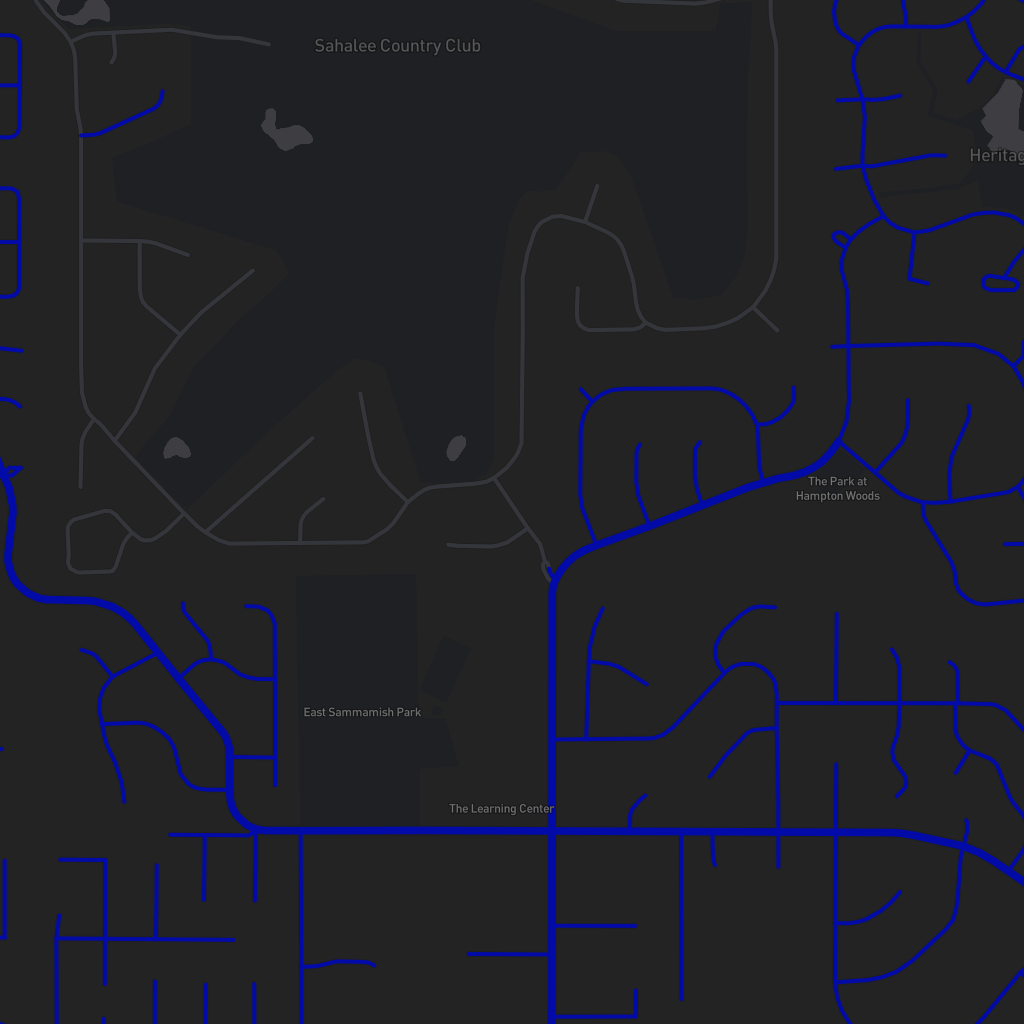 Sahalee Country Club
Heritag
The Park at
Hampton Woods
East Sammamish Park
The Learning Center